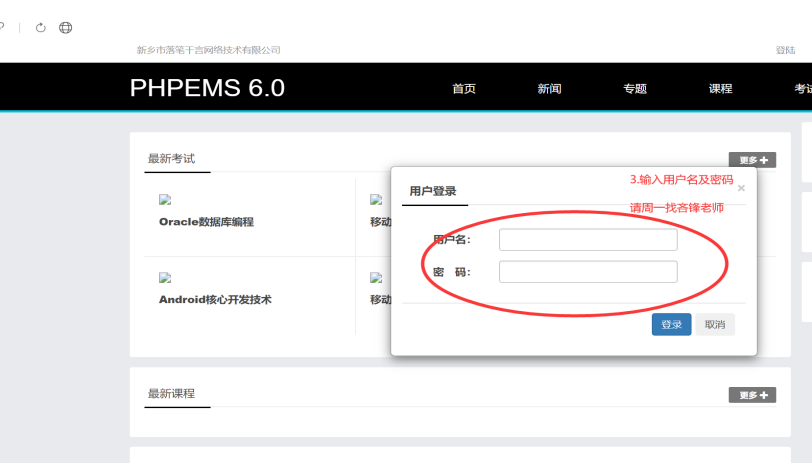 新乡市落笔千言网络技术有限公司
登陆
PHPEMS 6.0
首页
新闻
专题
课程
考试
最新考试
更多
Oracle数据库编程
移动
Android核心开发技术
移动
用户登录
3.输入用户名及密码
请周一找吝锋老师
×
用户名：
密 码：
登录
取消
最新课程
更多